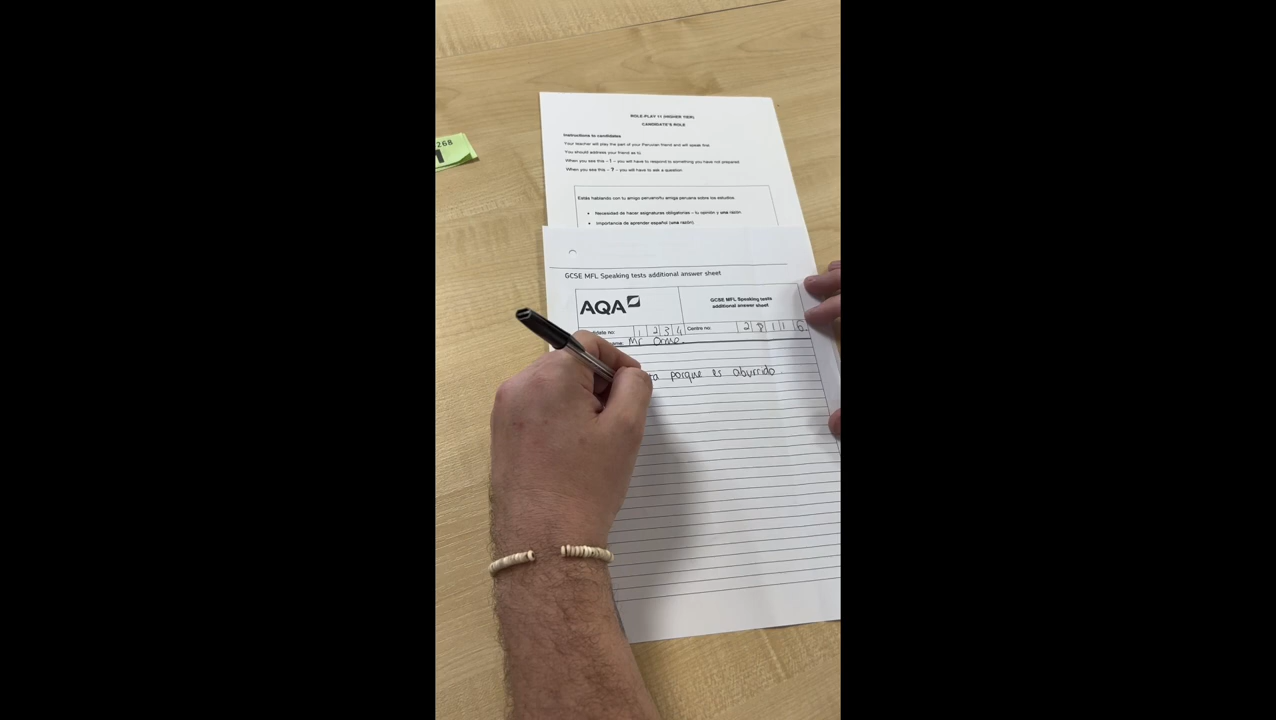 268
ROLE-PLAY 11 (HIGHER TIER)
CANDIDATE'S ROLE
Instructions to candidates
Your teacher will play the part of your Peruvian friend and will speak first.
You should address your friend as tú.
When you see this – ! – you will have to respond to something you have not prepared.
When you see this – ? – you will have to ask a question.
Estás hablando con tu amigo peruano/tu amiga peruana sobre los estudios.
• Necesidad de hacer asignaturas obligatorias – tu opinión y una razón.
• Importancia de aprender español (una razón).
GCSE MFL Speaking tests additional answer sheet
AQA
GCSE MFL Speaking tests
additional answer sheet
no: 1 2 3 4 Centre no: 2 8 1 1 6
Mr
porque es aburrido